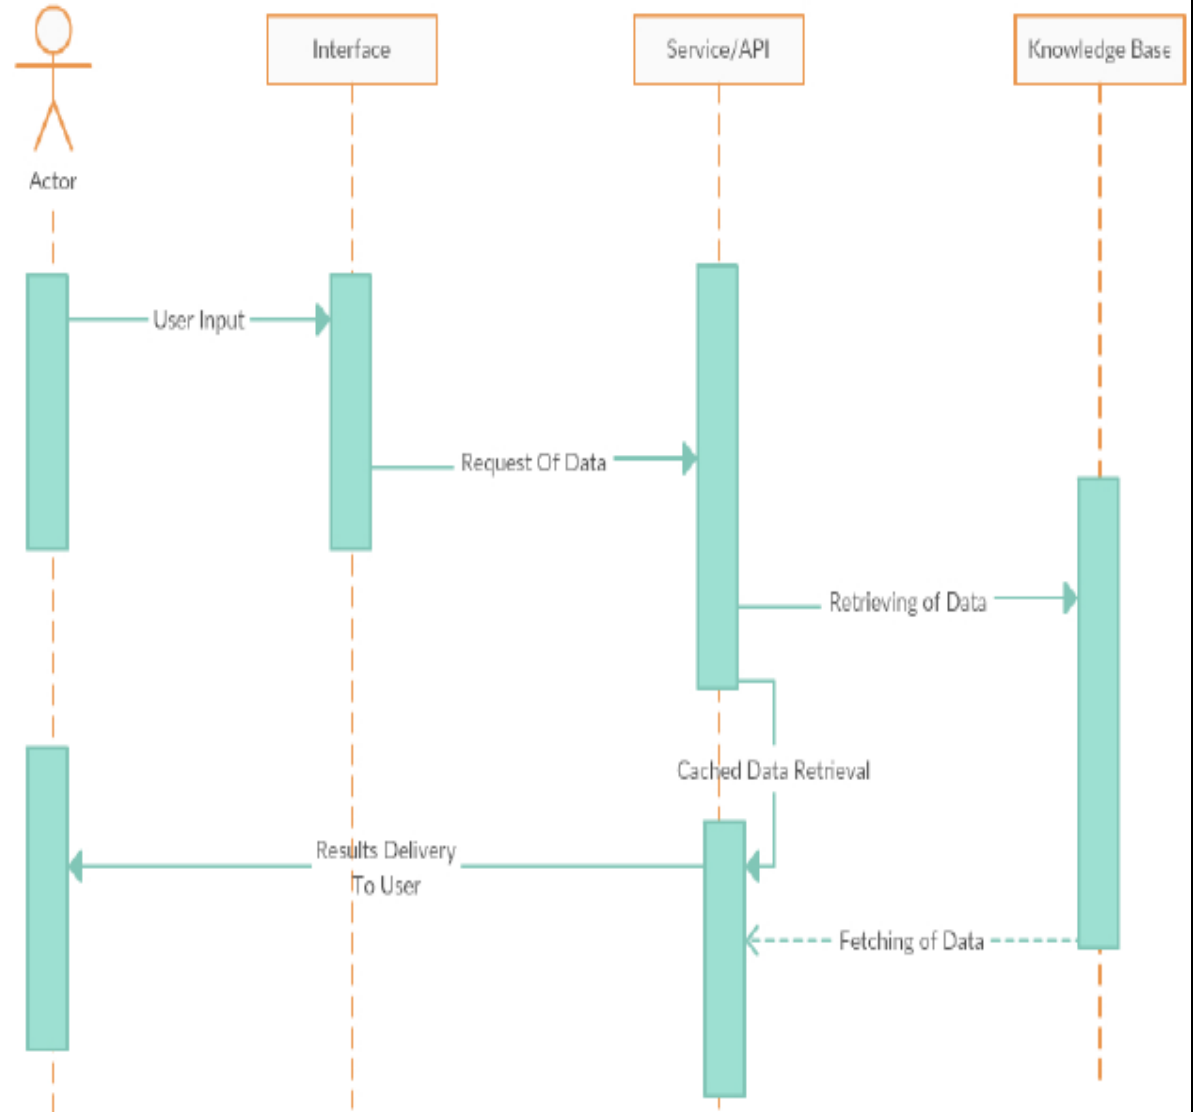 Interface
Service/API
Knowledge Base
Actor
User Input
Request Of Data
Retrieving of Data
Cached Data Retrieval
Results Delivery
To User
Fetching of Data